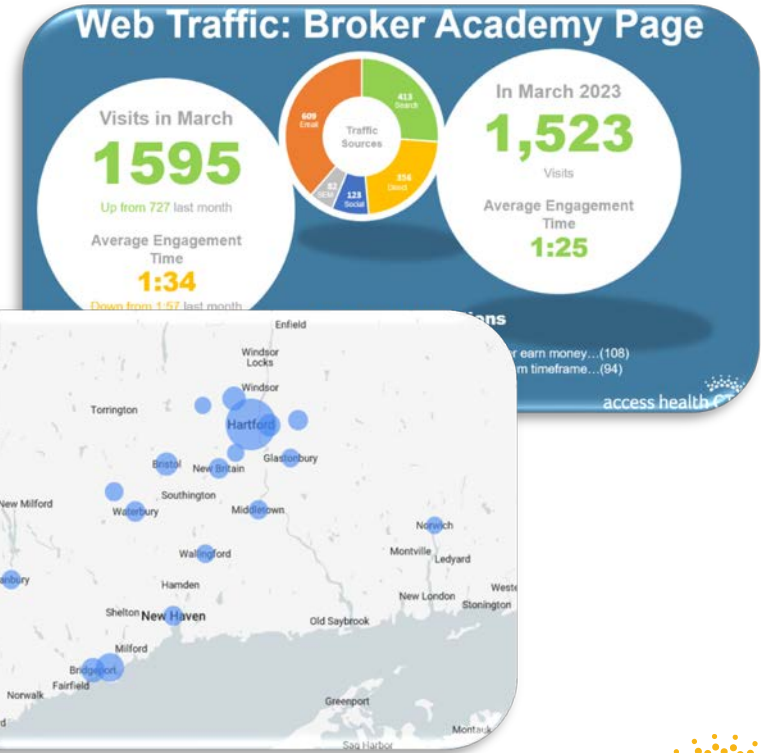 Web Traffic: Broker Academy Page
Visits in March
1595
Up from 727 last month
Average Engagement
Time
1:34
Down from 1:57 last month
609
Email
413
Search
Traffic
Sources
Direct
123
Social
82
In March 2023
1,523
Visits
Average Engagement
Time
1:25
earn money...(108)
timeframe...(94)
access health CT
Enfield
Windsor
Locks
Windsor
Torrington
Hartford
Bristol
New Britain
Glastonbury
Southington
New Milford
Waterbury
Middletown
Norwich
Wallingford
Montville
Ledyard
Hamden
New London
Stonington
Shelton
New Haven
Old Saybrook
Milford
Bridgeport
Fairfield
Norwalk
Greenport
Montauk
Sag Harbor